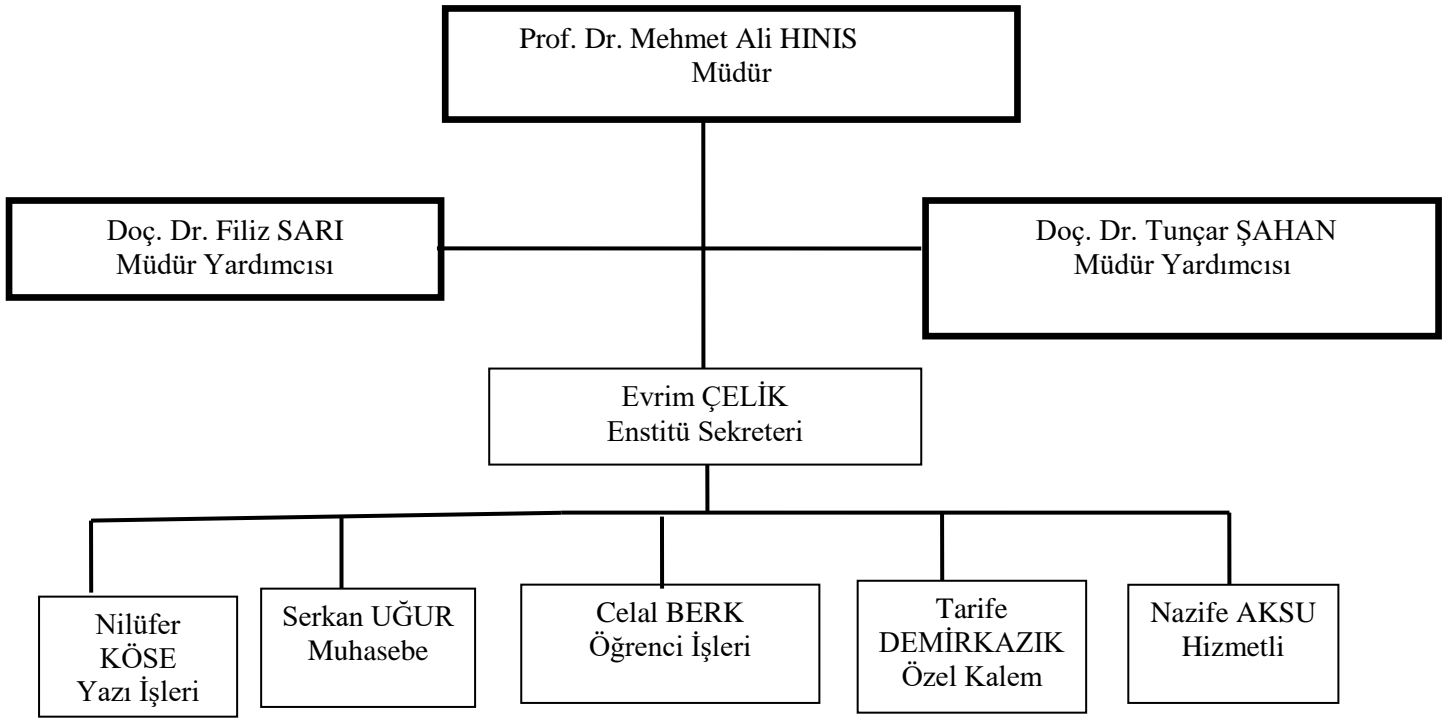 Prof. Dr. Mehmet Ali HINIS
Müdür
Doç. Dr. Filiz SARI
Müdür Yardımcısı
Doç. Dr. Tunçar ŞAHAN
Müdür Yardımcısı
Evrim ÇELİK
Enstitü Sekreteri
Nilüfer
KÖSE
Yazı İşleri
Serkan UĞUR
Muhasebe
Celal BERK
Öğrenci İşleri
Tarife
DEMİRKAZIK
Özel Kalem
Nazife AKSU
Hizmetli